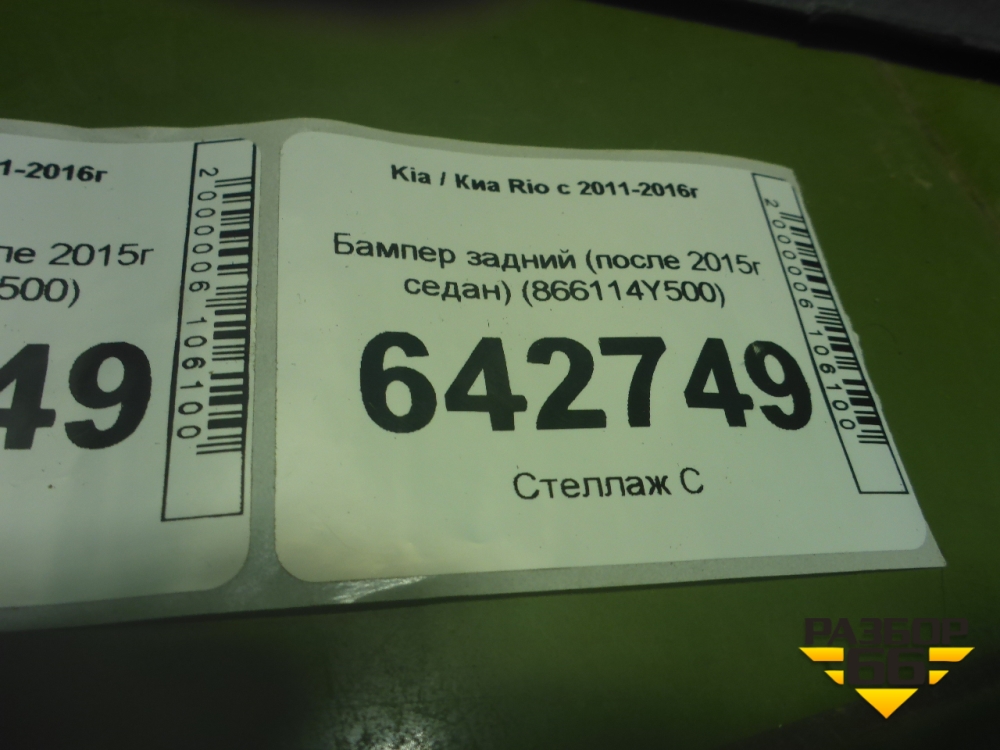 1-2016г
ле 2015г
500)
49
2000006106100
Kia / Киа Rio с 2011-2016г
Бампер задний (после 2015г
седан) (866114Y500)
642749
Стеллаж С
2000006106100
РАЗБОР
66